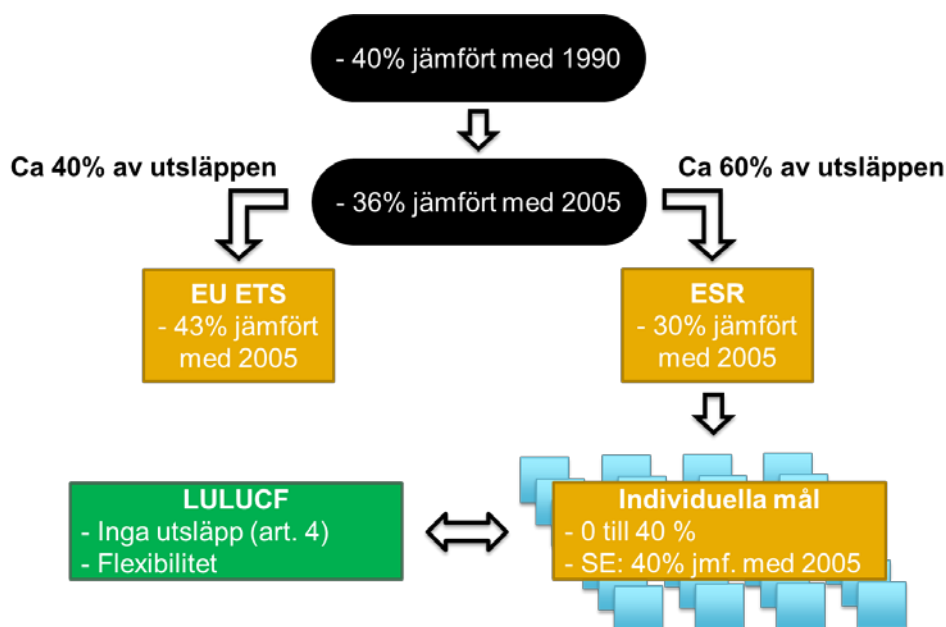 - 40% jämfört med 1990
Ca 40% av utsläppen
- 36% jämfört med 2005
Ca 60% av utsläppen
EU ETS
- 43% jämfört
med 2005
ESR
- 30% jämfört
med 2005
LULUCF
- Inga utsläpp (art. 4)
- Flexibilitet
Individuella mål
- 0 till 40 %
- SE: 40% jmf. med 2005